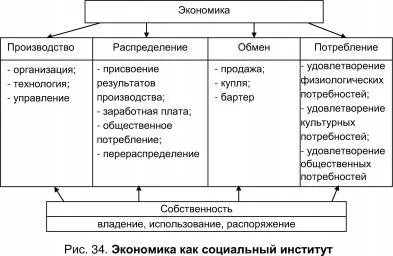 Экономика
Производство
- организация;
- технология;
- управление
Распределение
- присвоение
результатов
производства;
- заработная плата;
- общественное
потребление;
- перераспределение
Обмен
- продажа;
- купля;
- бартер
Потребление
- удовлетворение
физиологических
потребностей;
- удовлетворение
культурных
потребностей;
- удовлетворение
общественных
потребностей
Собственность
владение, использование, распоряжение
Рис. 34. Экономика как социальный институт